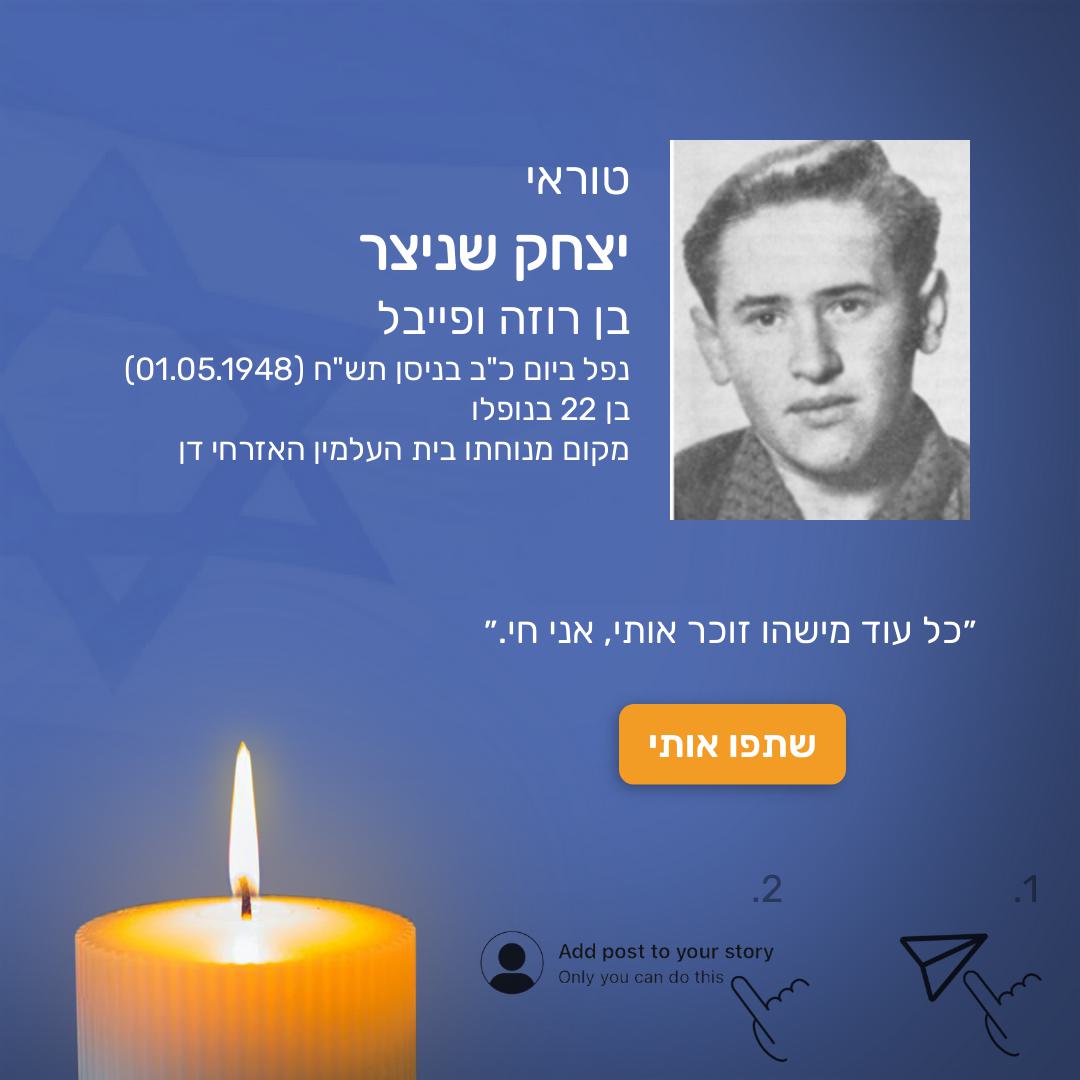 טוראי
יצחק שניצר
בן רוזה ופייבל
נפל ביום כ"ב בניסן תש"ח (01.05.1948)
בן 22 בנופלו
מקום מנוחתו בית העלמין האזרחי דן
״כל עוד מישהו זוכר אותי, אני חי.״
שתפו אותי
1.
2.
Add post to your story
Only you can do this